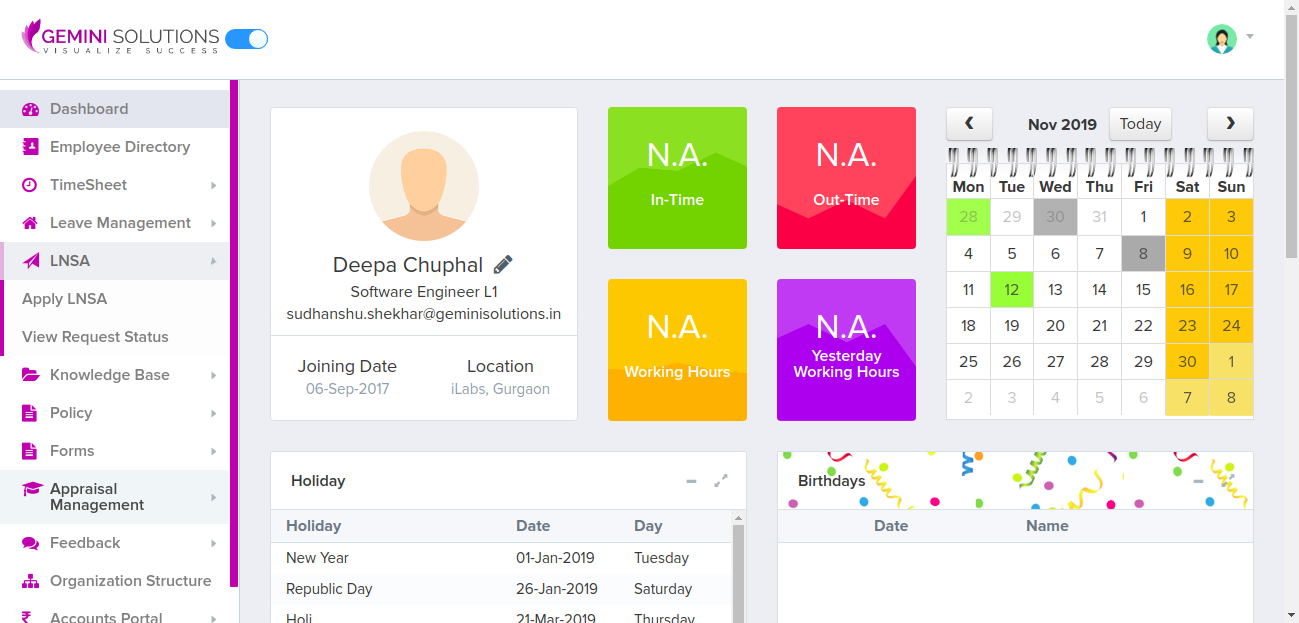 GEMINI SOLUTIONS
VISUALIZE SUCCESS
Dashboard
Employee Directory
TimeSheet
Leave Management
LNSA
Apply LNSA
View Request Status
Knowledge Base
Policy
Forms
Appraisal
Management
Feedback
Organization Structure
Accounts Portal
Deepa Chuphal
Software Engineer L1
sudhanshu.shekhar@geminisolutions.in
Joining Date Location
06-Sep-2017 iLabs, Gurgaon
N.A.
In-Time
N.A.
Out-Time
N.A.
Working Hours
N.A.
Yesterday
Working Hours
Nov 2019 Today
Mon Tue Wed Thu Fri Sat Sun
28 29 30 31 1 2 3
4 5 6 7 8 9 10
11 12 13 14 15 16 17
18 19 20 21 22 23 24
25 26 27 28 29 30 1
2 3 4 5 6 7 8
Holiday
Holiday Date Day
New Year 01-Jan-2019 Tuesday
Republic Day 26-Jan-2019 Saturday
Holi 21-Mar-2019 Thursday
Birthdays
Date Name